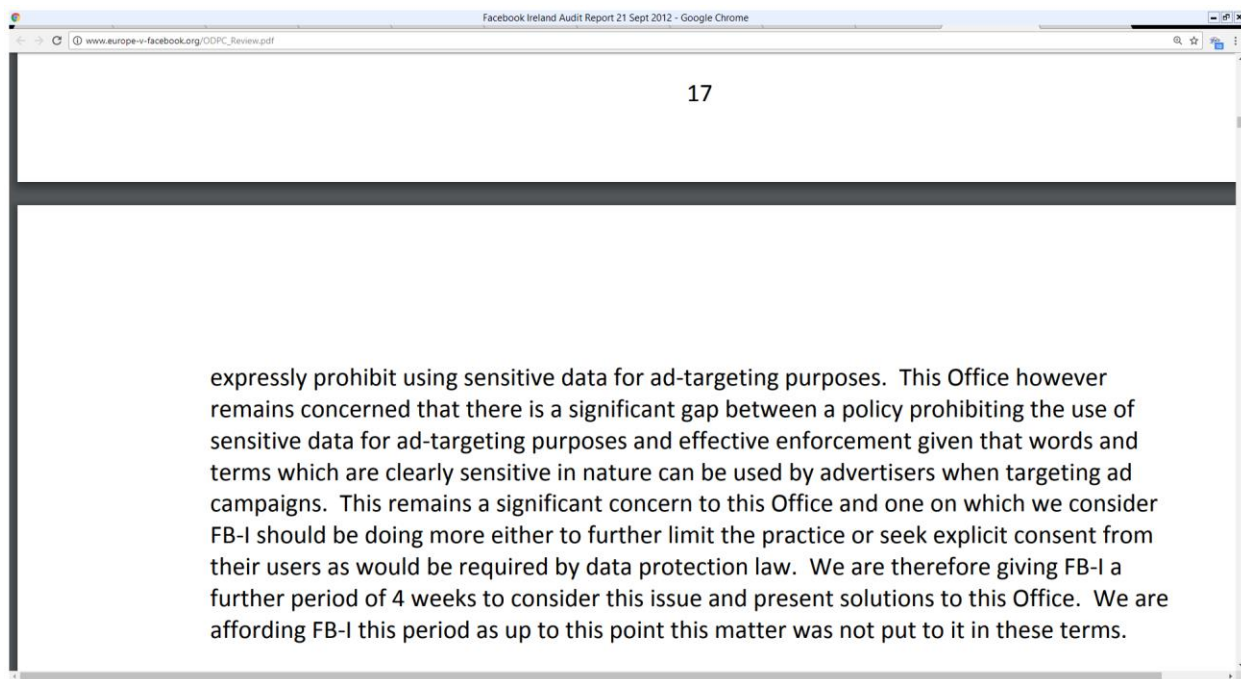 Facebook Ireland Audit Report 21 Sept 2012 - Google Chrome
www.europe-v-facebook.org/ODPC_Review.pdf
17
expressly prohibit using sensitive data for ad-targeting purposes.  This Office however
remains concerned that there is a significant gap between a policy prohibiting the use of
sensitive data for ad-targeting purposes and effective enforcement given that words and
terms which are clearly sensitive in nature can be used by advertisers when targeting ad
campaigns.  This remains a significant concern to this Office and one on which we consider
FB-I should be doing more either to further limit the practice or seek explicit consent from
their users as would be required by data protection law.  We are therefore giving FB-I a
further period of 4 weeks to consider this issue and present solutions to this Office.  We are
affording FB-I this period as up to this point this matter was not put to it in these terms.